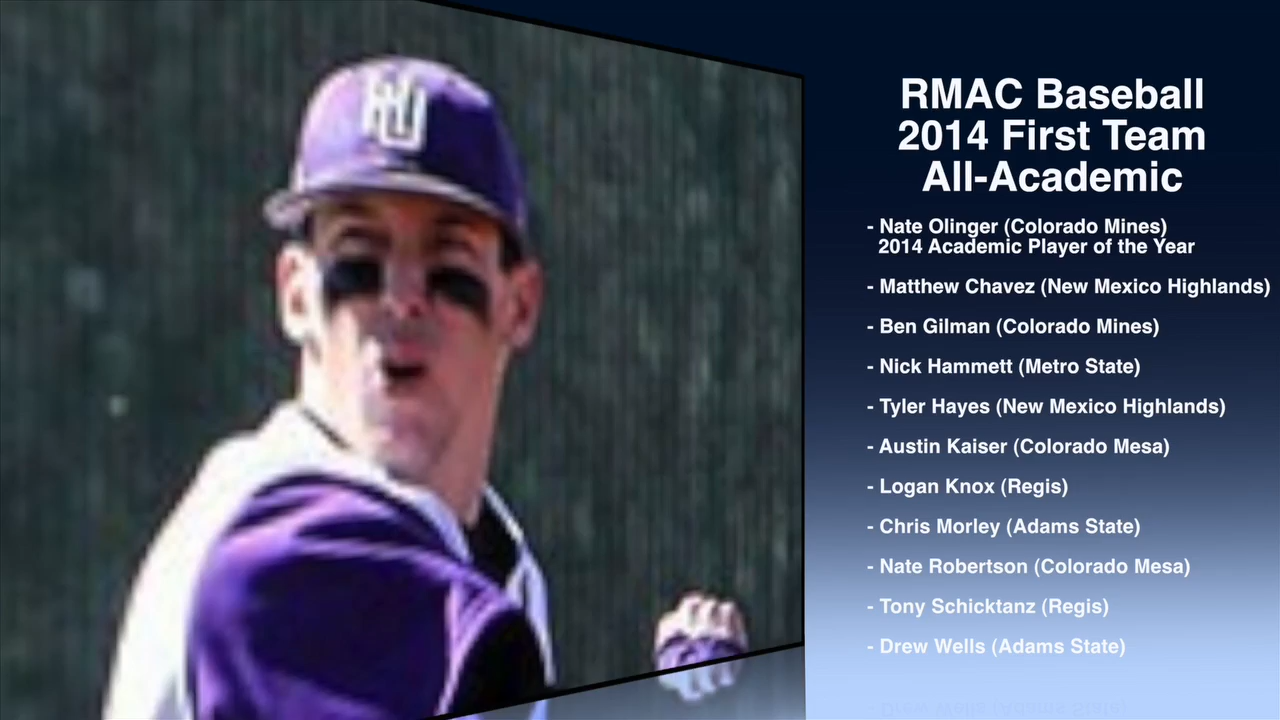 RMAC Baseball
2014 First Team
All-Academic
- Nate Olinger (Colorado Mines)
2014 Academic Player of the Year
- Matthew Chavez (New Mexico Highlands)
- Ben Gilman (Colorado Mines)
- Nick Hammett (Metro State)
- Tyler Hayes (New Mexico Highlands)
- Austin Kaiser (Colorado Mesa)
- Logan Knox (Regis)
- Chris Morley (Adams State)
- Nate Robertson (Colorado Mesa)
- Tony Schicktanz (Regis)
- Drew Wells (Adams State)